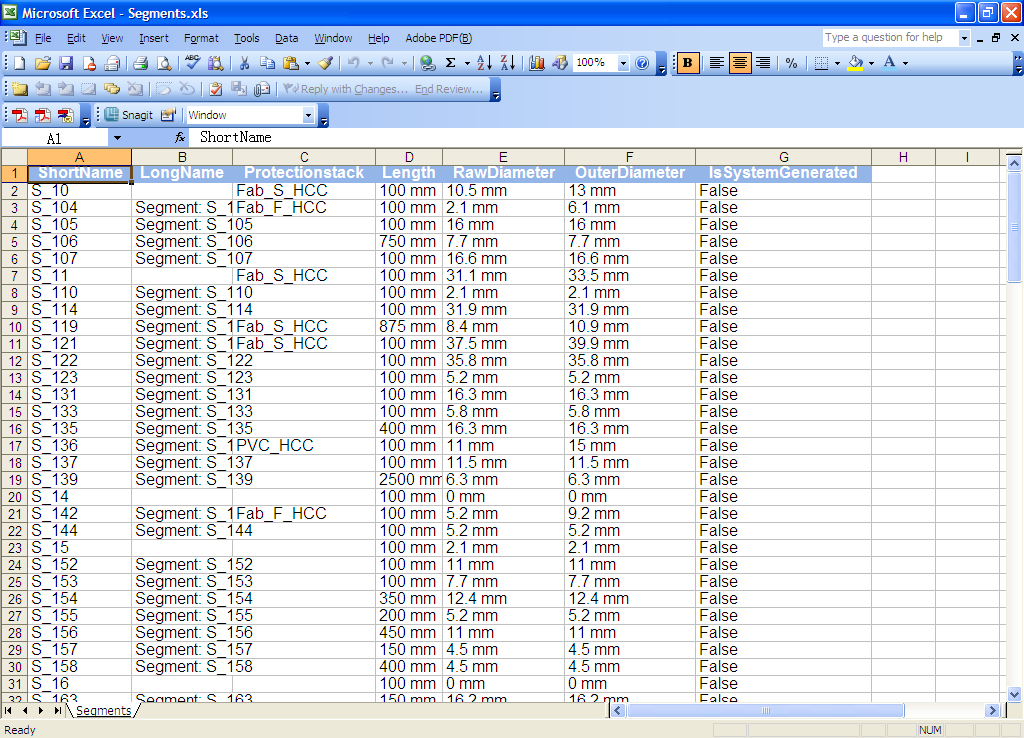 Microsoft Excel - Segments.xls
File Edit View Insert Format Tools Data Window Help Adobe PDF(B) Type a question for help
100% B % A
Reply with Changes... End Review...
Snagit Window
A1 fx ShortName
A B C D E F G H I
1 ShortName LongName Protectionstack Length RawDiameter OuterDiameter IsSystemGenerated
2 S_10 Fab_S_HCC 100 mm 10.5 mm 13 mm False
3 S_104 Segment: S_1 Fab_F_HCC 100 mm 2.1 mm 6.1 mm False
4 S_105 Segment: S_105 100 mm 16 mm 16 mm False
5 S_106 Segment: S_106 750 mm 7.7 mm 7.7 mm False
6 S_107 Segment: S_107 100 mm 16.6 mm 16.6 mm False
7 S_11 Fab_S_HCC 100 mm 31.1 mm 33.5 mm False
8 S_110 Segment: S_110 100 mm 2.1 mm 2.1 mm False
9 S_114 Segment: S_114 100 mm 31.9 mm 31.9 mm False
10 S_119 Segment: S_1 Fab_S_HCC 875 mm 8.4 mm 10.9 mm False
11 S_121 Segment: S_1 Fab_S_HCC 100 mm 37.5 mm 39.9 mm False
12 S_122 Segment: S_122 100 mm 35.8 mm 35.8 mm False
13 S_123 Segment: S_123 100 mm 5.2 mm 5.2 mm False
14 S_131 Segment: S_131 100 mm 16.3 mm 16.3 mm False
15 S_133 Segment: S_133 100 mm 5.8 mm 5.8 mm False
16 S_135 Segment: S_135 400 mm 16.3 mm 16.3 mm False
17 S_136 Segment: S_1 PVC_HCC 100 mm 11 mm 15 mm False
18 S_137 Segment: S_137 100 mm 11.5 mm 11.5 mm False
19 S_139 Segment: S_139 2500 mm 6.3 mm 6.3 mm False
20 S_14 100 mm 0 mm 0 mm False
21 S_142 Segment: S_1 Fab_F_HCC 100 mm 5.2 mm 9.2 mm False
22 S_144 Segment: S_144 100 mm 5.2 mm 5.2 mm False
23 S_15 100 mm 2.1 mm 2.1 mm False
24 S_152 Segment: S_152 100 mm 11 mm 11 mm False
25 S_153 Segment: S_153 100 mm 7.7 mm 7.7 mm False
26 S_154 Segment: S_154 350 mm 12.4 mm 12.4 mm False
27 S_155 Segment: S_155 200 mm 5.2 mm 5.2 mm False
28 S_156 Segment: S_156 450 mm 11 mm 11 mm False
29 S_157 Segment: S_157 150 mm 4.5 mm 4.5 mm False
30 S_158 Segment: S_158 400 mm 4.5 mm 4.5 mm False
31 S_16 100 mm 0 mm 0 mm False
32 S_163 Segment: S_163 150 mm 16.2 mm 16.2 mm False
Segments
Ready NUM